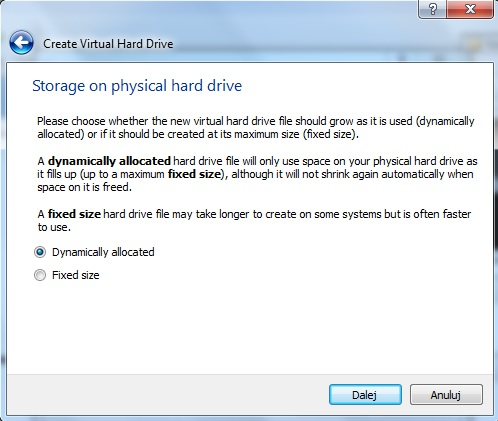 ?
Create Virtual Hard Drive
Storage on physical hard drive
Please choose whether the new virtual hard drive file should grow as it is used (dynamically
allocated) or if it should be created at its maximum size (fixed size).
A dynamically allocated hard drive file will only use space on your physical hard drive as
it fills up (up to a maximum fixed size), although it will not shrink again automatically when
space on it is freed.
A fixed size hard drive file may take longer to create on some systems but is often faster
to use.
Dynamically allocated
Fixed size
Dalej
Anuluj